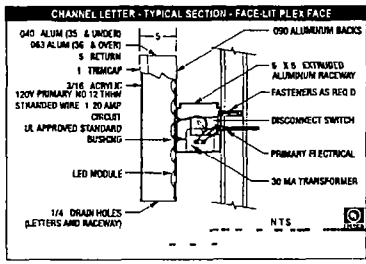 CHANNEL LETTER - TYPICAL SECTION - FACE-LIT PLEX FACE
040 ALUM (35 & UNDER)
063 ALUM (36 & OVER)
5 RETURN
1 TRIMCAP
3/16 ACRYLIC
120V PRIMARY NO 12 THHN
STRANDED WIRE 1 20 AMP
CIRCUIT
UL APPROVED STANDARD
BUSHING
LED MODULE
1/4 DRAIN HOLES
(LETTERS AND RACEWAY)
5
090 ALUMINUM BACKS
5 X 5 EXTRUDED
ALUMINUM RACEWAY
FASTENERS AS REQ D
DISCONNECT SWITCH
PRIMARY ELECTRICAL
30 MA TRANSFORMER
NTS